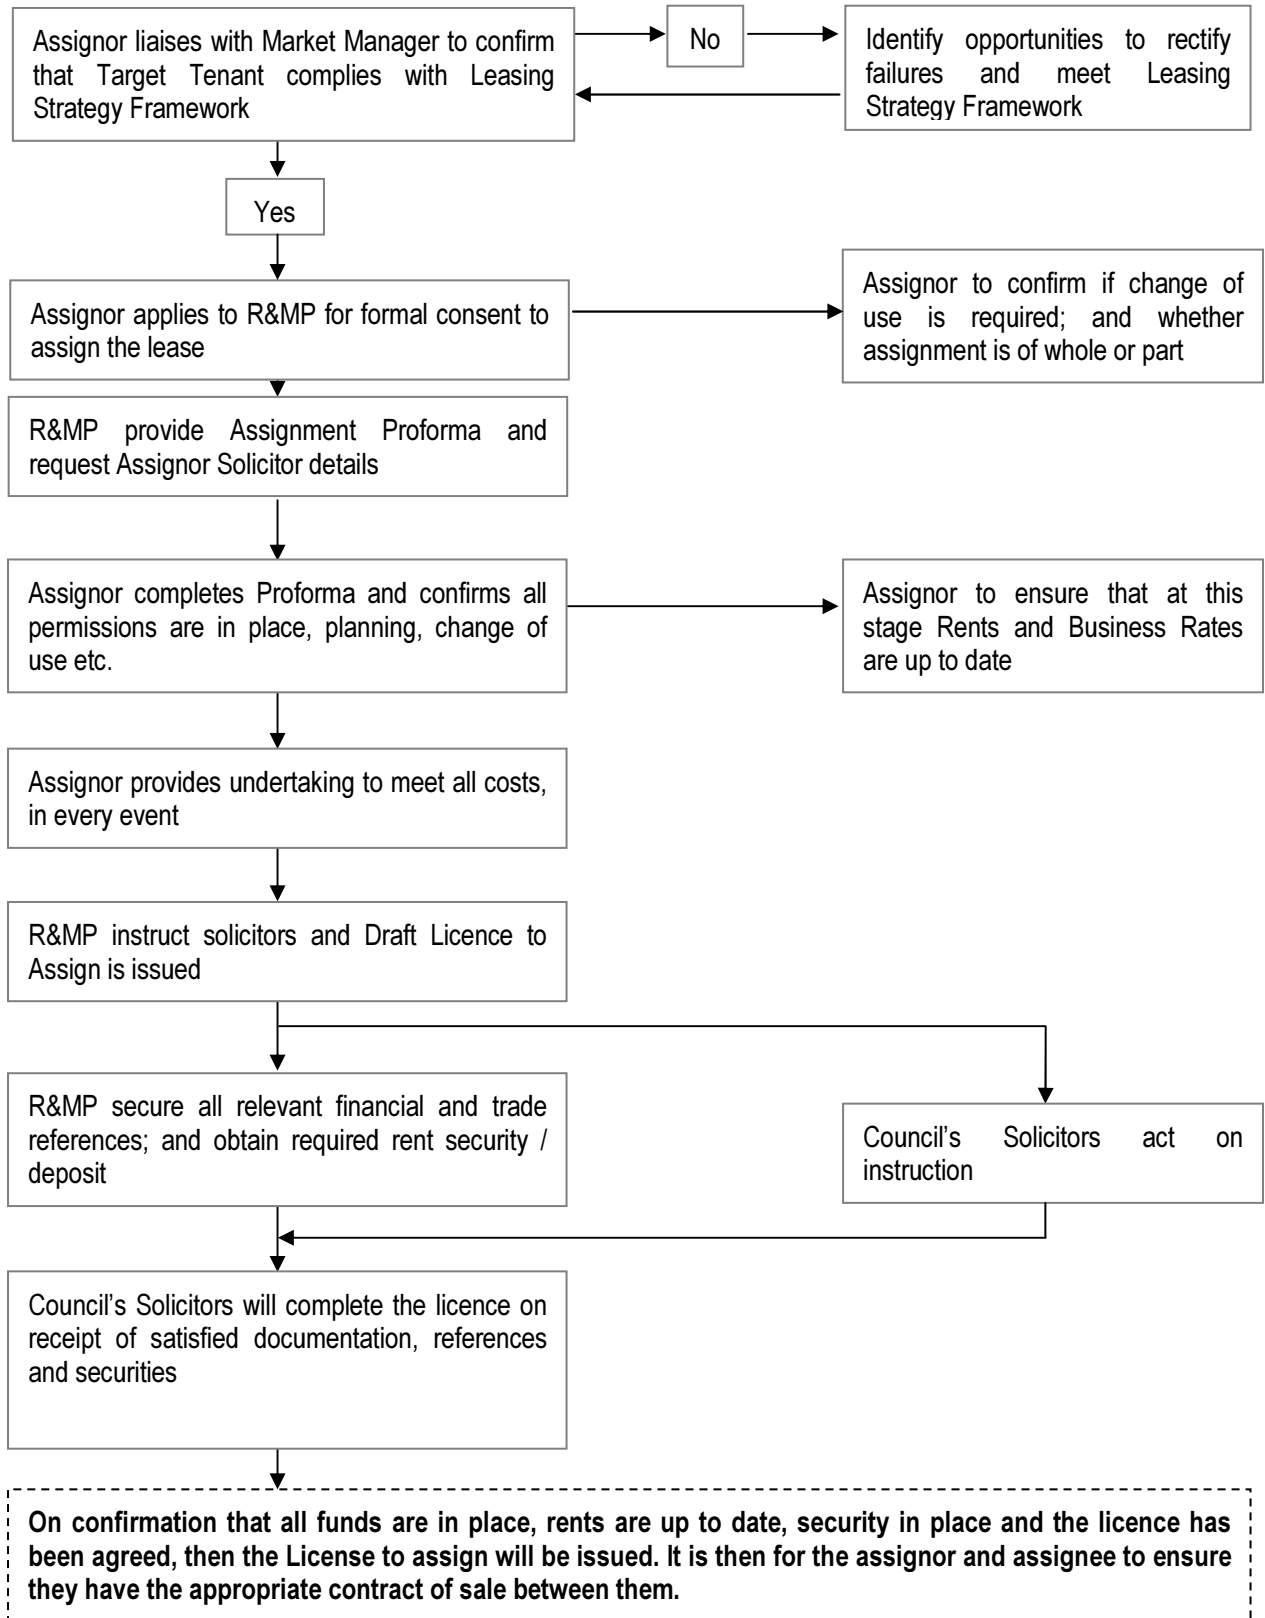 Assignor liaises with Market Manager to confirm
that Target Tenant complies with Leasing
Strategy Framework
No
Identify opportunities to rectify
failures and meet Leasing
Strategy Framework
Yes
Assignor applies to R&MP for formal consent to
assign the lease
Assignor to confirm if change of
use is required; and whether
assignment is of whole or part
R&MP provide Assignment Proforma and
request Assignor Solicitor details
Assignor completes Proforma and confirms all
permissions are in place, planning, change of
use etc.
Assignor to ensure that at this
stage Rents and Business Rates
are up to date
Assignor provides undertaking to meet all costs,
in every event
R&MP instruct solicitors and Draft Licence to
Assign is issued
R&MP secure all relevant financial and trade
references; and obtain required rent security /
deposit
Council's Solicitors act on
instruction
Council's Solicitors will complete the licence on
receipt of satisfied documentation, references
and securities
On confirmation that all funds are in place, rents are up to date, security in place and the licence has
been agreed, then the License to assign will be issued. It is then for the assignor and assignee to ensure
they have the appropriate contract of sale between them.